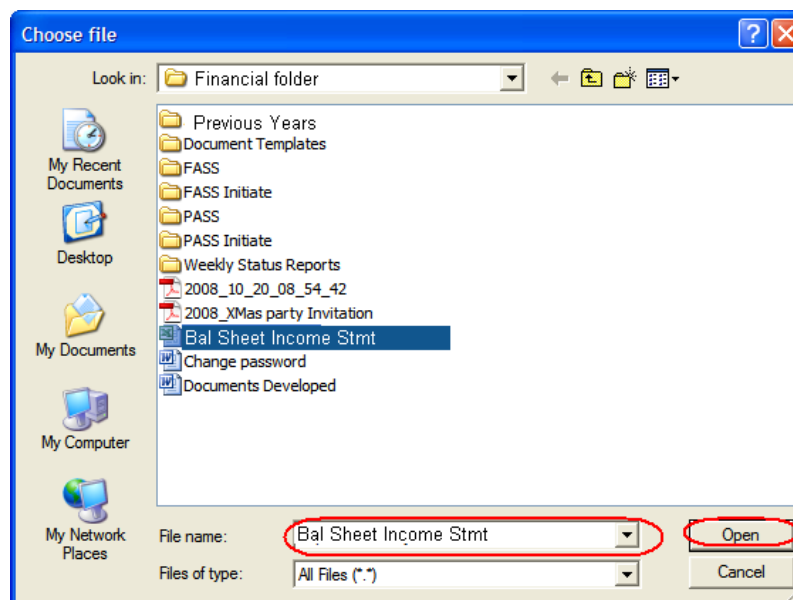 Choose file
Look in: Financial folder
My Recent Documents
Desktop
My Documents
My Computer
My Network Places
Previous Years
Document Templates
FASS
FASS Initiate
PASS
PASS Initiate
Weekly Status Reports
2008_10_20_08_54_42
2008_XMas party Invitation
Bal Sheet Income Stmt
Change password
Documents Developed
File name: Bal Sheet Income Stmt Open
Files of type: All Files (*.*) Cancel